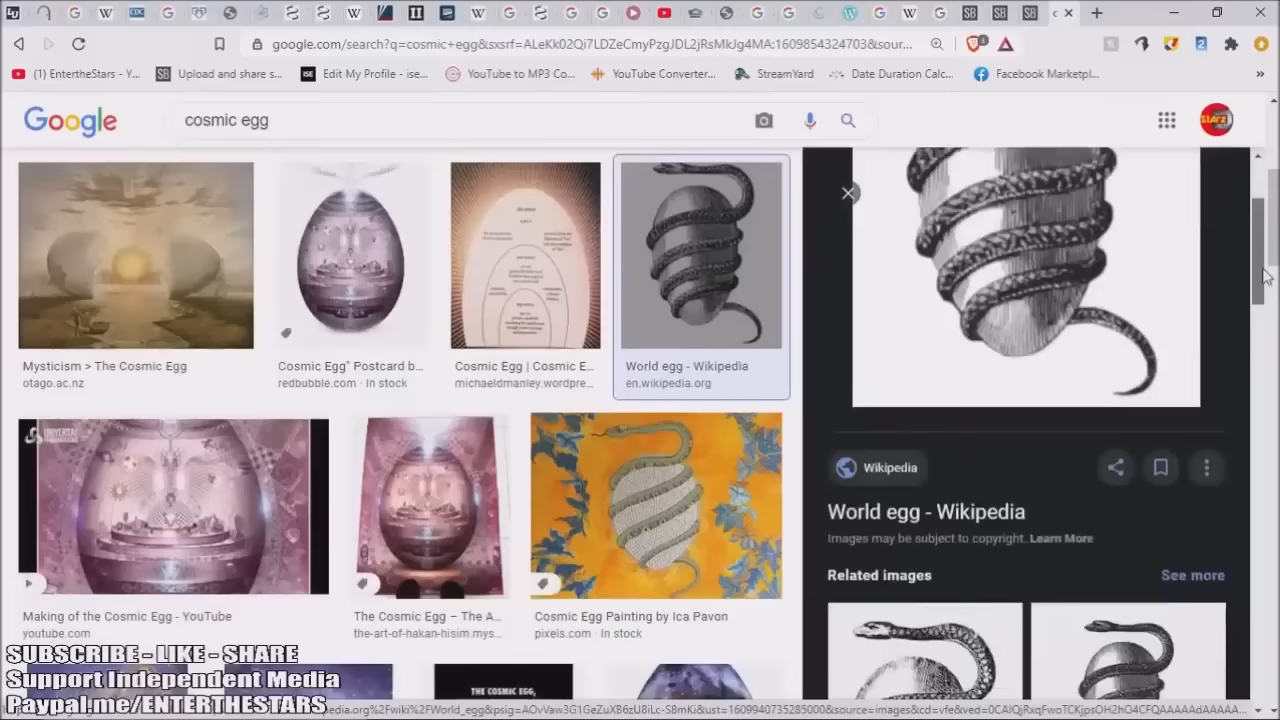 google.com/search?q=cosmic+egg&sxsrf=ALeKk02Qi7LDZeCmyPzgJDL2jRsMkJg4MA:1609854324703&sour...
(1) EntertheStars - Y...
Upload and share s...
Edit My Profile - ise...
YouTube to MP3 Co...
YouTube Converter...
StreamYard
Date Duration Calc...
Facebook Marketpl...
Google
cosmic egg
Mysticism > The Cosmic Egg
otago.ac.nz
Cosmic Egg" Postcard b...
redbubble.com · In stock
Cosmic Egg | Cosmic E...
michaeldmanley.wordpre...
World egg - Wikipedia
en.wikipedia.org
Wikipedia
World egg - Wikipedia
Images may be subject to copyright. Learn More
Related images
See more
Making of the Cosmic Egg - YouTube
youtube.com
The Cosmic Egg – The A...
the-art-of-hakan-hisim.mys...
Cosmic Egg Painting by Ica Pavon
pixels.com · In stock
THE COSMIC EGG,
SUBSCRIBE - LIKE - SHARE
Support Independent Media
Paypal.me/ENTERTHESTARS